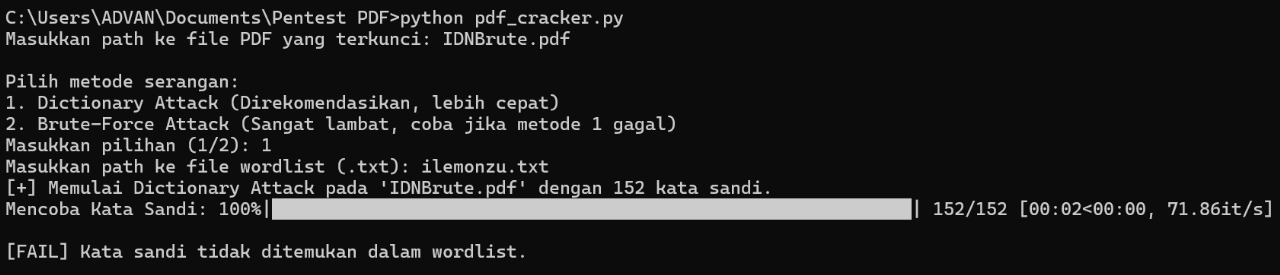 C:\Users\ADVAN\Documents\Pentest PDF>python pdf_cracker.py
Masukkan path ke file PDF yang terkunci: IDNBrute.pdf
Pilih metode serangan:
1. Dictionary Attack (Direkomendasikan, lebih cepat)
2. Brute-Force Attack (Sangat lambat, coba jika metode 1 gagal)
Masukkan pilihan (1/2): 1
Masukkan path ke file wordlist (.txt): ilemonzu.txt
[+] Memulai Dictionary Attack pada 'IDNBrute.pdf' dengan 152 kata sandi.
Mencoba Kata Sandi: 100%|██████████| 152/152 [00:02<00:00, 71.86it/s]
[FAIL] Kata sandi tidak ditemukan dalam wordlist.